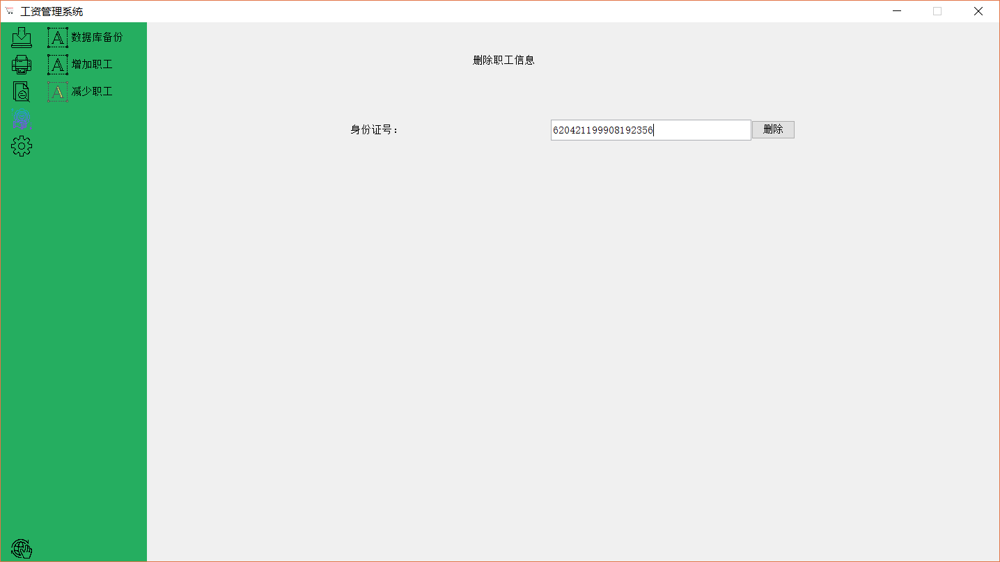 工资管理系统
数据库备份
增加职工
减少职工
删除职工信息
身份证号：
620421199908192356
删除